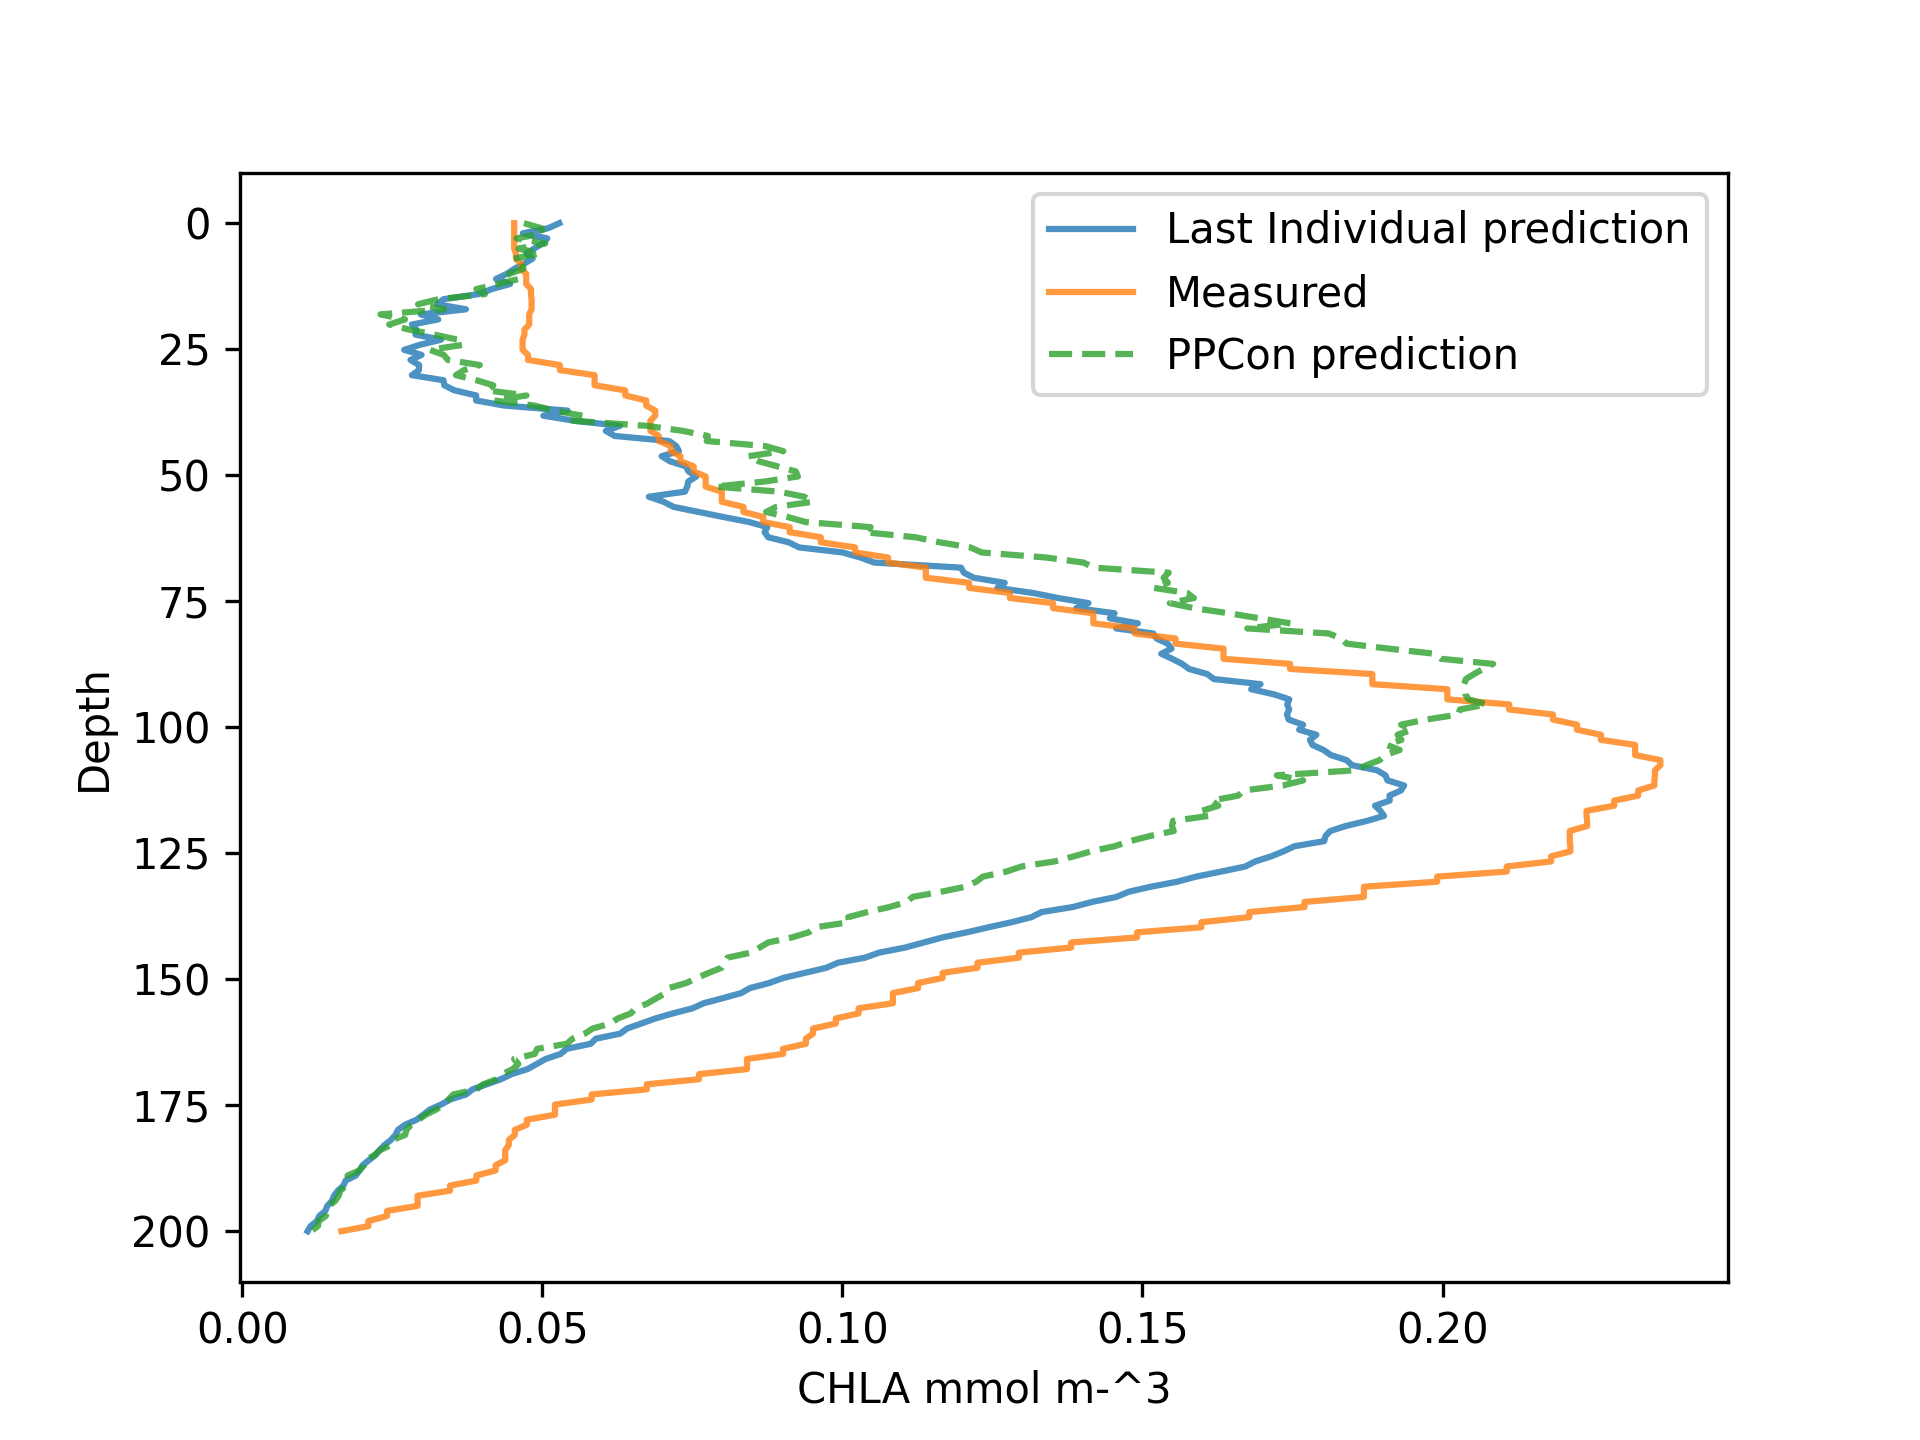 Last Individual prediction
Measured
PPCon prediction
0
25
50
75
100
125
150
175
200
Depth
0.00 0.05 0.10 0.15 0.20
CHLA mmol m-^3